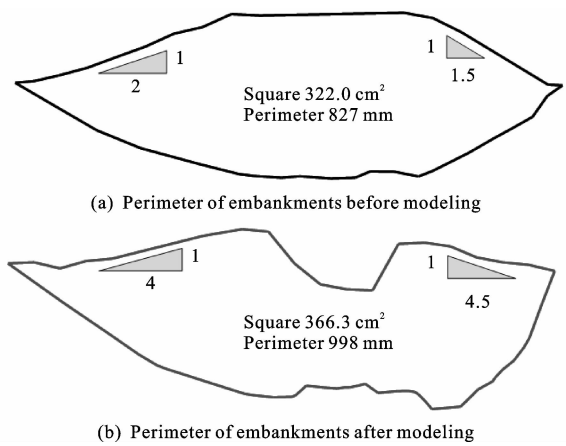 1
2
1
1.5
Square 322.0 cm²
Perimeter 827 mm
(a) Perimeter of embankments before modeling
1
4
1
4.5
Square 366.3 cm²
Perimeter 998 mm
(b) Perimeter of embankments after modeling